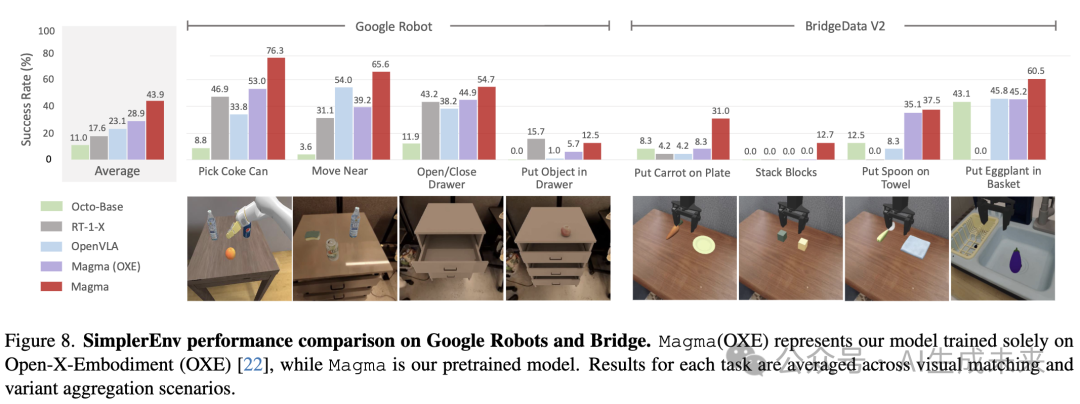 Google Robot
BridgeData V2
Success Rate (%)
100
80
60
40
20
0
11.0
17.6
23.1
28.9
43.9
Average
8.8
46.9
33.8
53.0
76.3
Pick Coke Can
3.6
31.1
54.0
39.2
65.6
Move Near
11.9
43.2
38.2
44.9
54.7
Open/Close
Drawer
0.0
15.7
1.0
5.7
12.5
Put Object in
Drawer
8.3
4.2
4.2
8.3
31.0
Put Carrot on Plate
0.0
0.0
0.0
0.0
12.7
Stack Blocks
12.5
0.0
8.3
35.1
37.5
Put Spoon on
Towel
43.1
0.0
45.8
45.2
60.5
Put Eggplant in
Basket
Octo-Base
RT-1-X
OpenVLA
Magma (OXE)
Magma
Figure 8. SimplerEnv performance comparison on Google Robots and Bridge. Magma(OXE) represents our model trained solely on
Open-X-Embodiment (OXE) [22], while Magma is our pretrained model. Results for each task are averaged across visual matching and
variant aggregation scenarios.
公众号 · AI生成未来